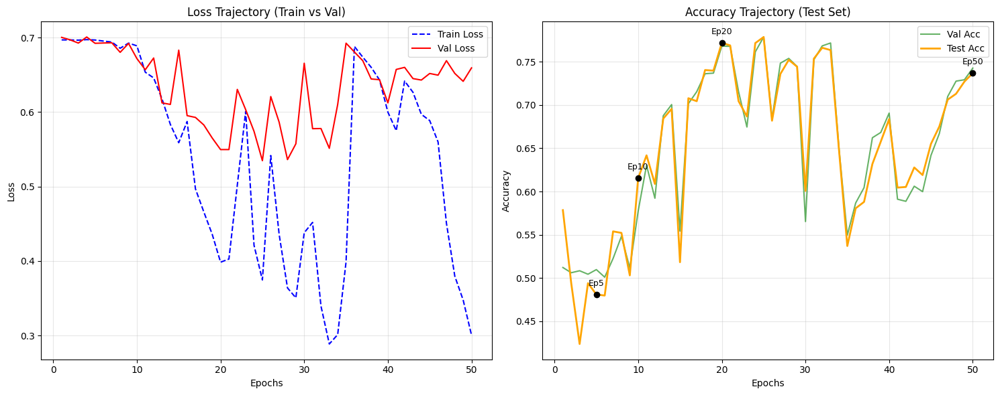 Loss Trajectory (Train vs Val)
Train Loss
Val Loss
Loss
0.7
0.6
0.5
0.4
0.3
0
10
20
30
40
50
Epochs
Accuracy Trajectory (Test Set)
Val Acc
Test Acc
Ep5
Ep10
Ep20
Ep50
Accuracy
0.75
0.70
0.65
0.60
0.55
0.50
0.45
0
10
20
30
40
50
Epochs